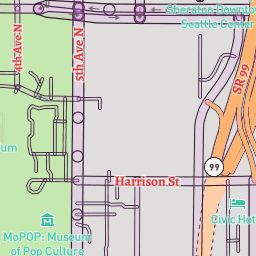 Sheraton Downtown
Seattle Center
4th Ave N
5th Ave N
SR 99
99
um
Harrison St
Civic Hot
MoPOP: Museum
of Pop Culture